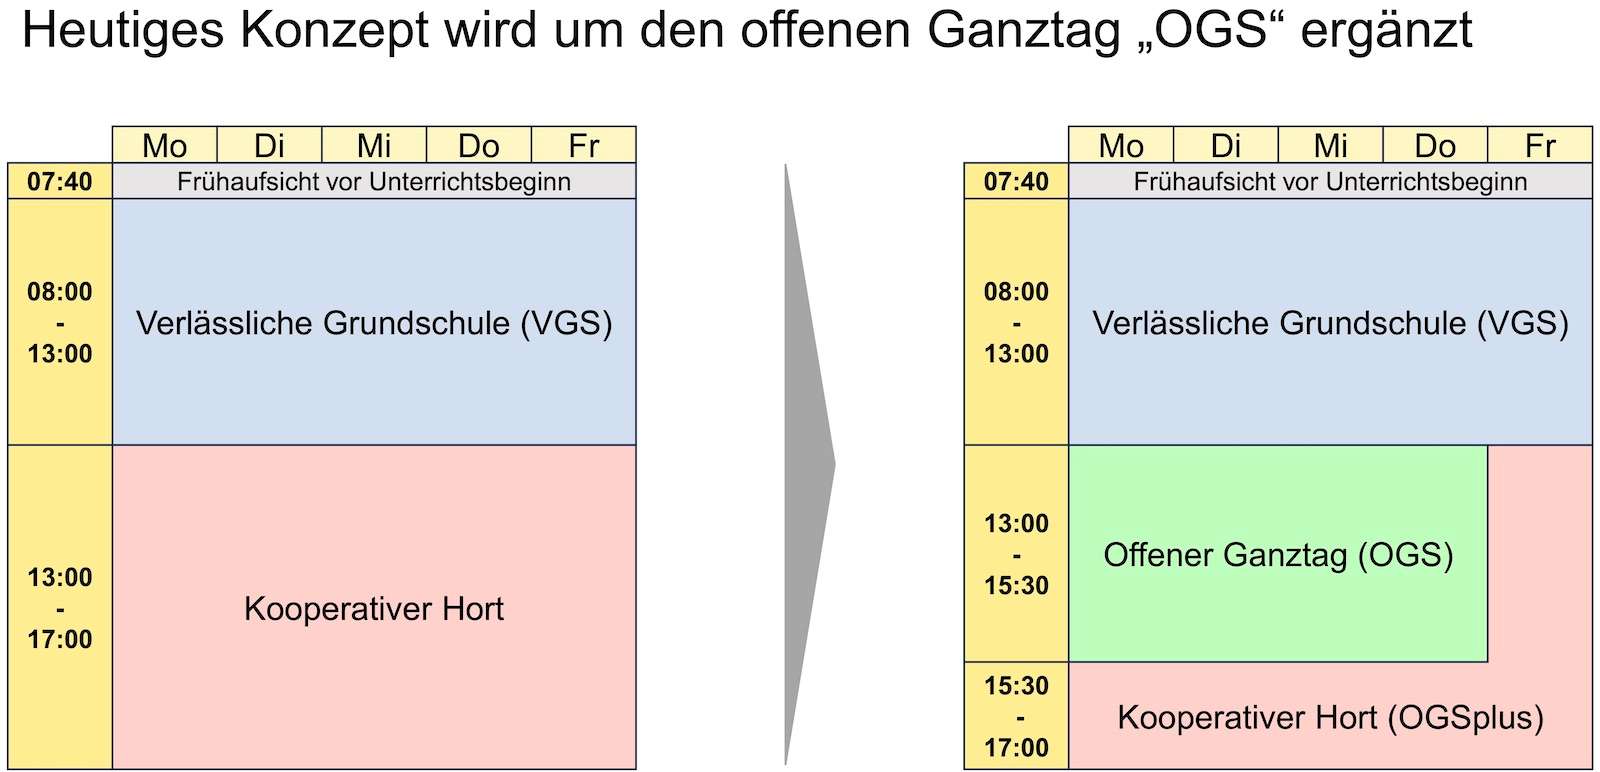 Heutiges Konzept wird um den offenen Ganztag „OGS“ ergänzt
Mo Di Mi Do Fr
07:40 Frühaufsicht vor Unterrichtsbeginn
08:00
-
13:00
Verlässliche Grundschule (VGS)
13:00
-
17:00
Kooperativer Hort
Mo Di Mi Do Fr
07:40 Frühaufsicht vor Unterrichtsbeginn
08:00
-
13:00
Verlässliche Grundschule (VGS)
13:00
-
15:30
Offener Ganztag (OGS)
15:30
-
17:00
Kooperativer Hort (OGSplus)